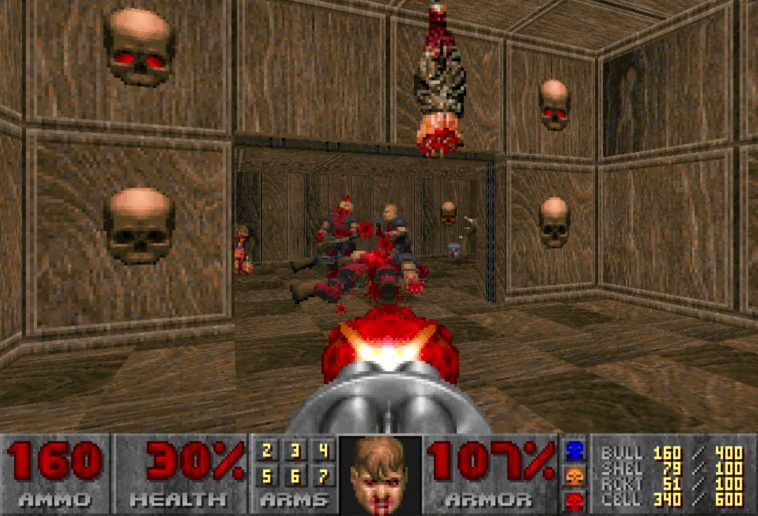 160 30% 2 3 4 107% BULL 160 / 400
5 6 7 SHEL 79 / 100
RCKT 51 / 100
AMMO HEALTH ARMS ARMOR CELL 340 / 600